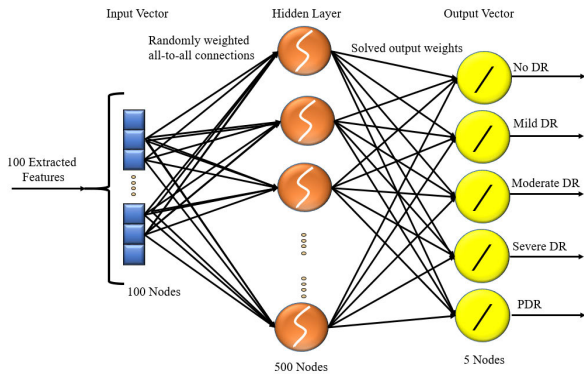 Input Vector
Hidden Layer
Output Vector
Randomly weighted
all-to-all connections
Solved output weights
No DR
Mild DR
100 Extracted
Features
Moderate DR
Severe DR
100 Nodes
PDR
500 Nodes
5 Nodes